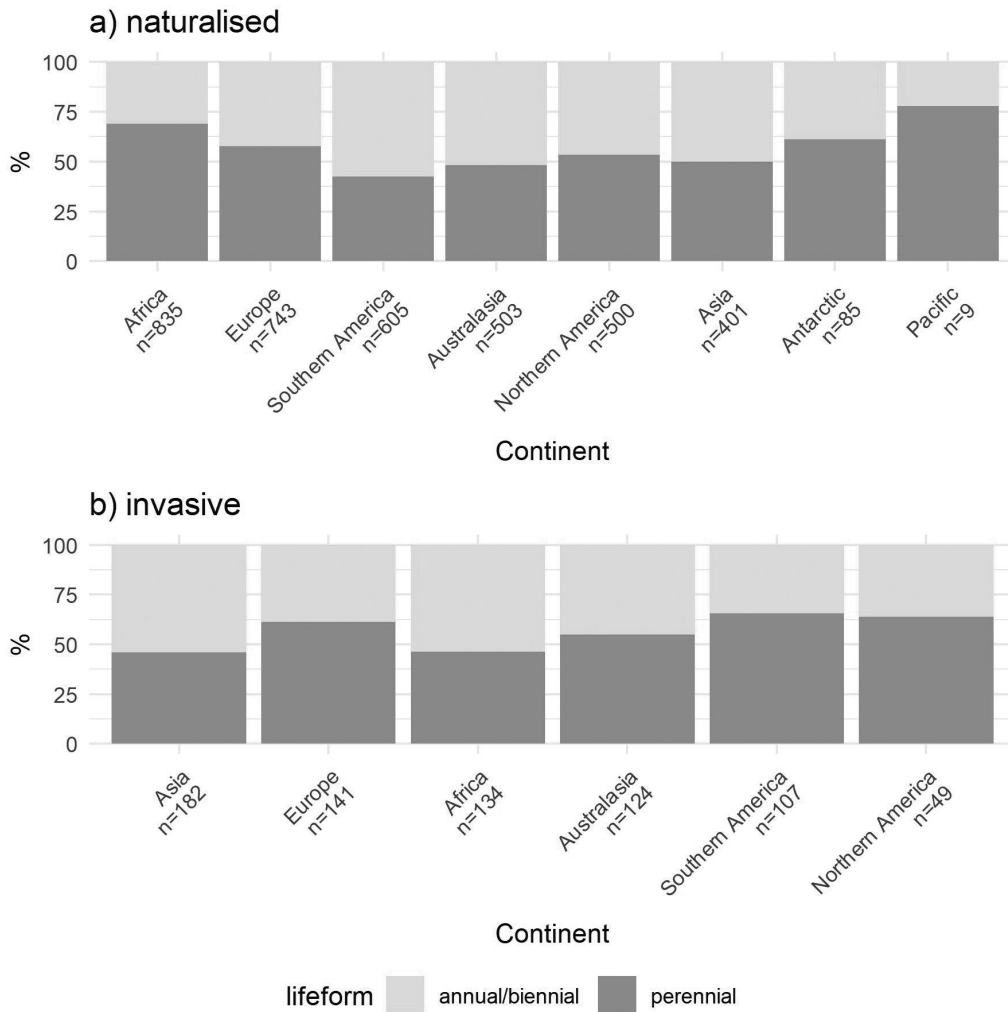 a) naturalised
100
75
50
25
0
%
Africa
n=835
Europe
n=743
Southern America
n=605
Australasia
n=503
Northern America
n=500
Asia
n=401
Antarctic
n=85
Pacific
n=9
Continent
b) invasive
100
75
50
25
0
%
Asia
n=182
Europe
n=141
Africa
n=134
Australasia
n=124
Southern America
n=107
Northern America
n=49
Continent
lifeform annual/biennial perennial